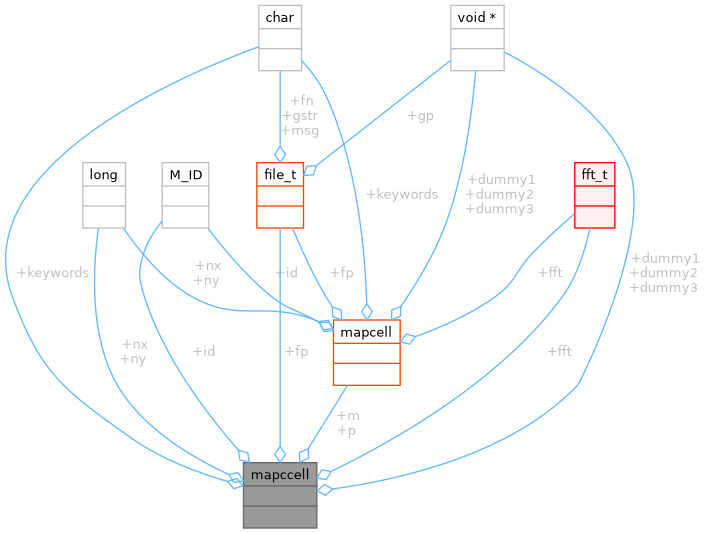 char
void *
+fn
+gstr
+msg
+gp
long
M_ID
file_t
fft_t
+keywords
+dummy1
+dummy2
+dummy3
+keywords
+nx
+ny
+id
+fp
+fft
+dummy1
+dummy2
+dummy3
mapcell
+nx
+ny
+id
+fp
+fft
+m
+p
mapccell